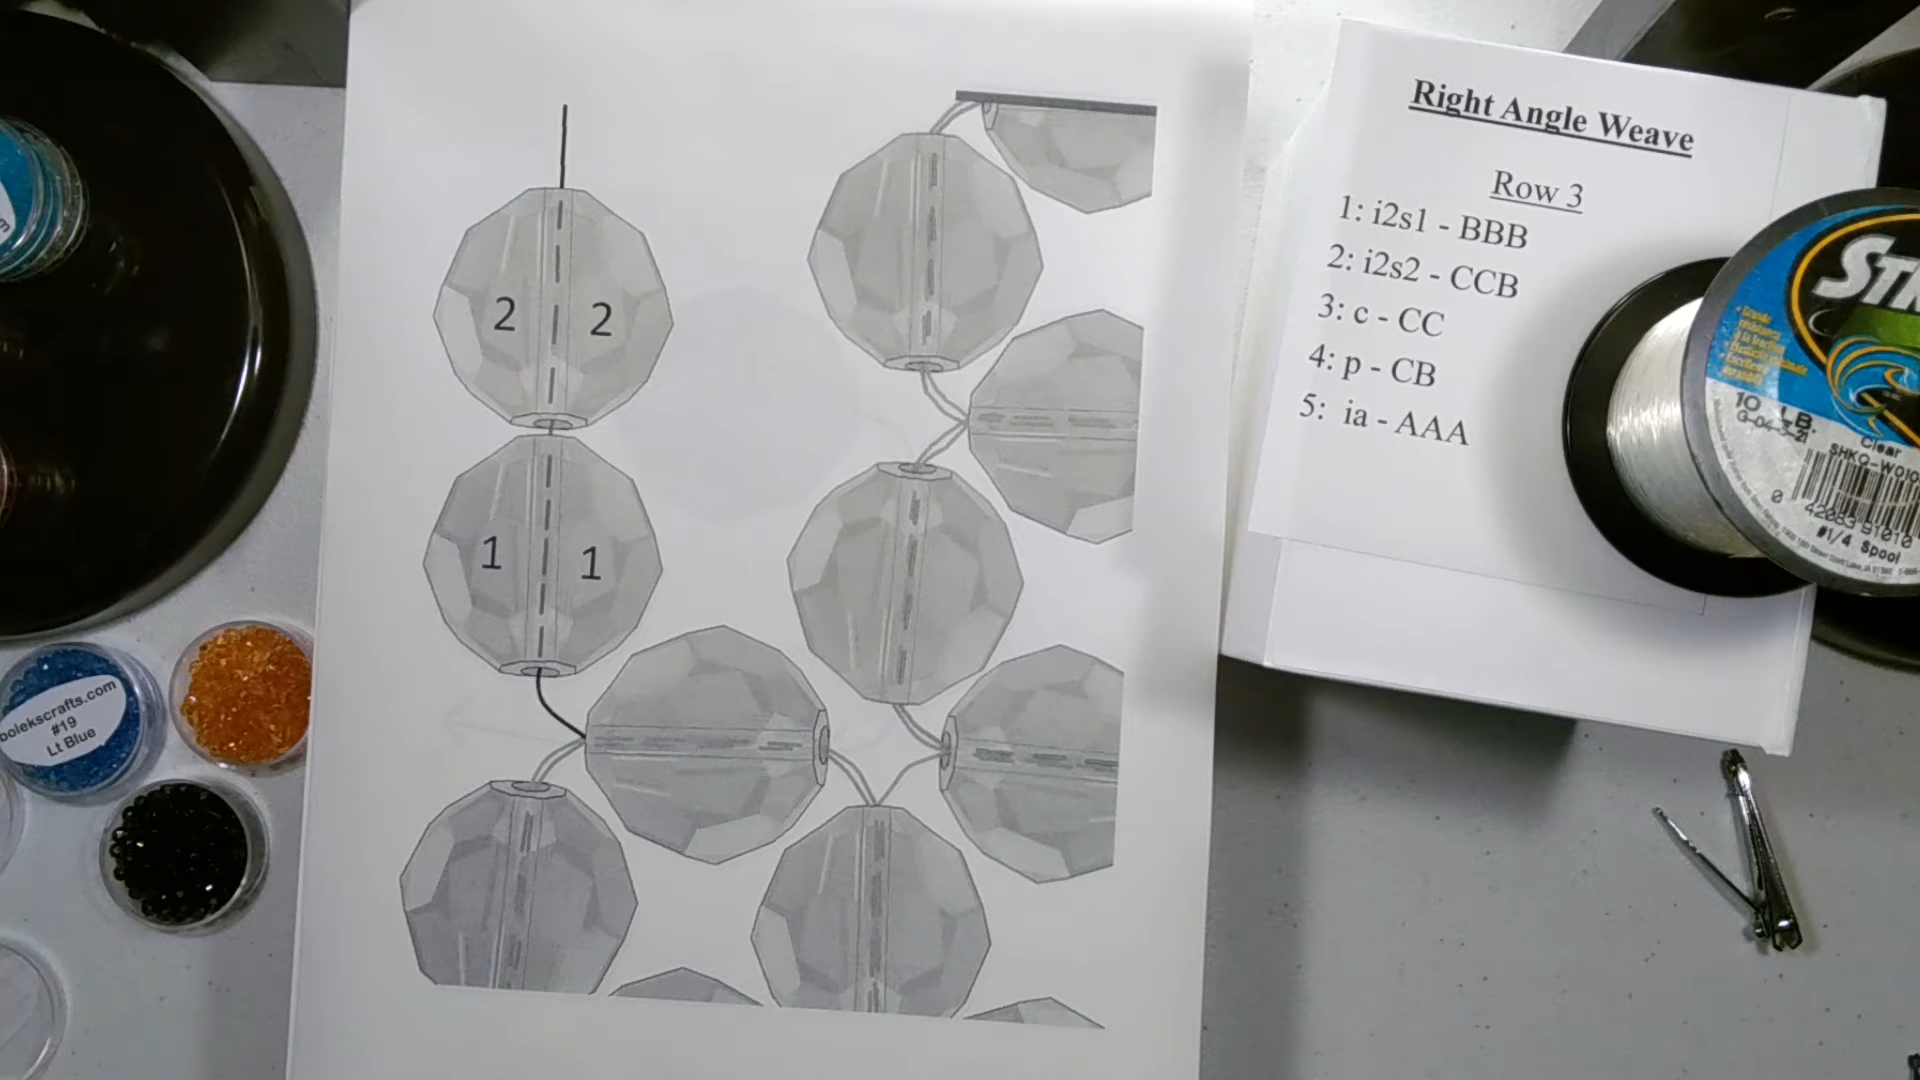 2 2
1 1
Right Angle Weave
Row 3
1: i2s1 - BBB
2: i2s2 - CCB
3: c - CC
4: p - CB
5: ia - AAA
10 LB.
Clear
#1/4 Spool
bolekscrafts.com
#19
Lt Blue